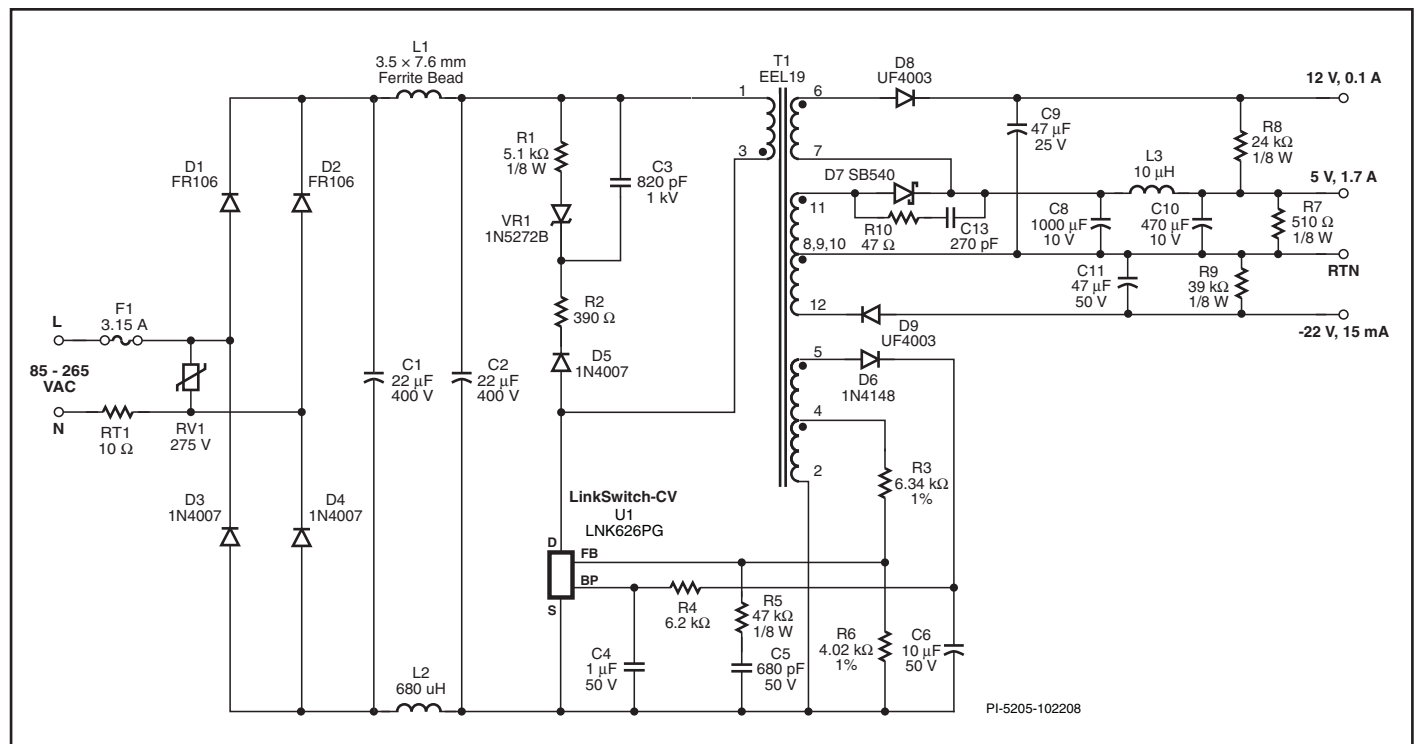 L1
3.5 × 7.6 mm
Ferrite Bead
T1
EEL19
D8
UF4003
12 V, 0.1 A
1
3
6
7
R1
5.1 kΩ
1/8 W
C3
820 pF
1 kV
C9
47 µF
25 V
R8
24 kΩ
1/8 W
L3
10 µH
D1
FR106
D2
FR106
D7 SB540
5 V, 1.7 A
VR1
1N5272B
11
R10
47 Ω
C13
270 pF
C8
1000 µF
10 V
C10
470 µF
10 V
R7
510 Ω
1/8 W
8,9,10
RTN
C11
47 µF
50 V
R9
39 kΩ
1/8 W
R2
390 Ω
12
D9
UF4003
-22 V, 15 mA
F1
3.15 A
L
85 - 265
VAC
N
RT1
10 Ω
RV1
275 V
C1
22 µF
400 V
C2
22 µF
400 V
D5
1N4007
5
D6
1N4148
4
2
R3
6.34 kΩ
1%
D3
1N4007
D4
1N4007
LinkSwitch-CV
U1
LNK626PG
D
FB
BP
S
R4
6.2 kΩ
R5
47 kΩ
1/8 W
R6
4.02 kΩ
1%
C6
10 µF
50 V
C4
1 µF
50 V
C5
680 pF
50 V
L2
680 uH
PI-5205-102208